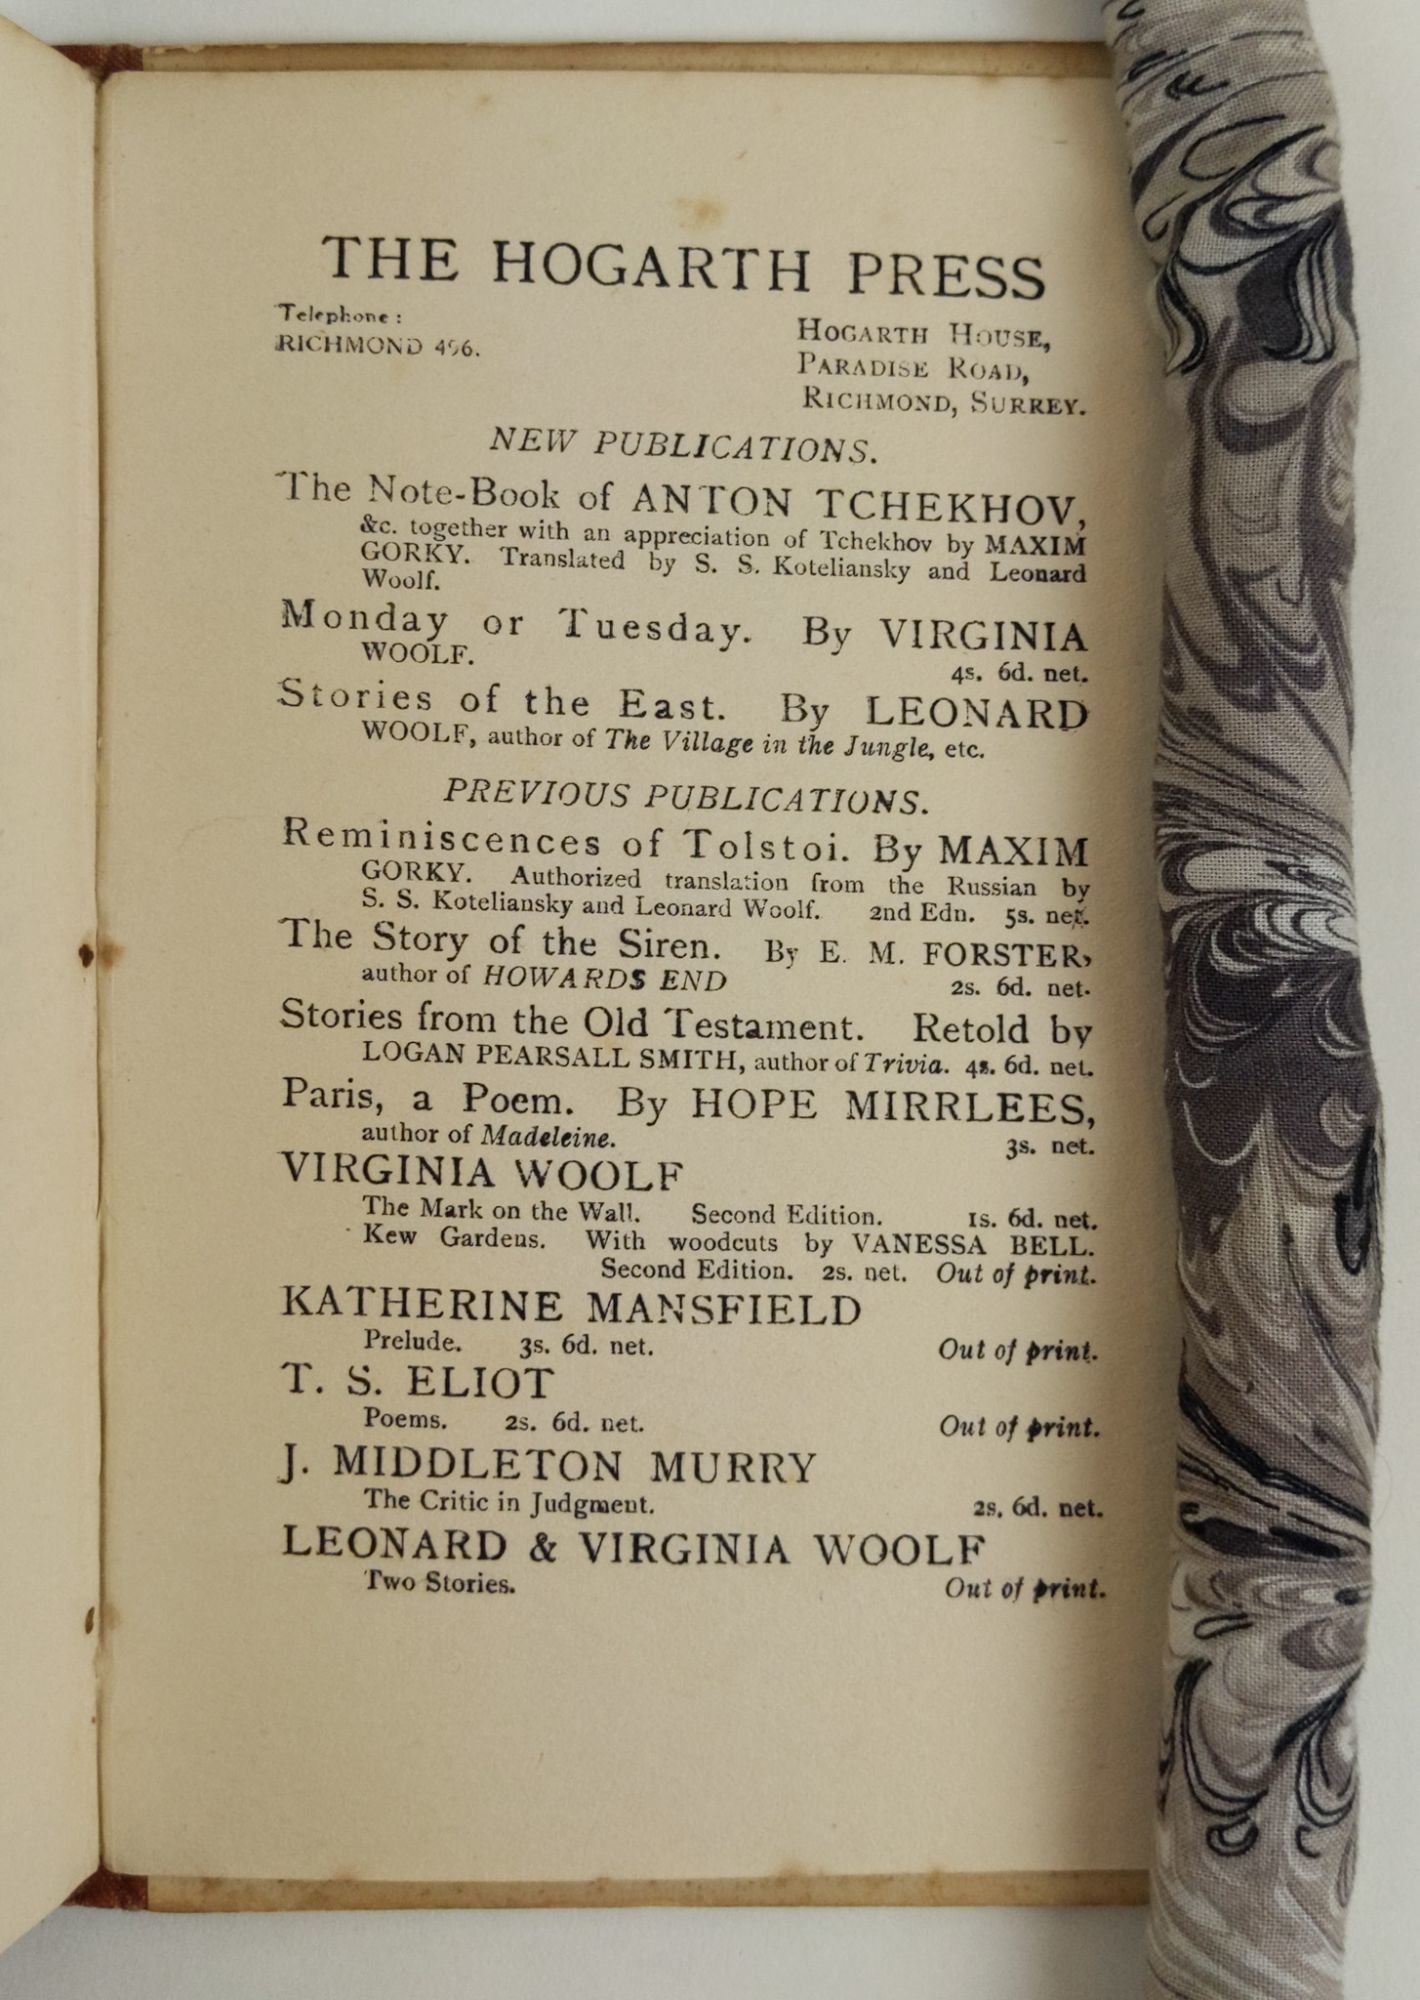 THE HOGARTH PRESS
Telephone :
RICHMOND 496.
HOGARTH HOUSE,
PARADISE ROAD,
RICHMOND, SURREY.
NEW PUBLICATIONS.
The Note-Book of ANTON TCHEKHOV,
&c. together with an appreciation of Tchekhov by MAXIM
GORKY. Translated by S. S. Koteliansky and Leonard
Woolf.
Monday or Tuesday. By VIRGINIA
WOOLF. 4s. 6d. net.
Stories of the East. By LEONARD
WOOLF, author of The Village in the Jungle, etc.
PREVIOUS PUBLICATIONS.
Reminiscences of Tolstoi. By MAXIM
GORKY. Authorized translation from the Russian by
S. S. Koteliansky and Leonard Woolf. 2nd Edn. 5s. net.
The Story of the Siren. By E. M. FORSTER,
author of HOWARDS END 2s. 6d. net.
Stories from the Old Testament. Retold by
LOGAN PEARSALL SMITH, author of Trivia. 4s. 6d. net.
Paris, a Poem. By HOPE MIRRLEES,
author of Madeleine. 3s. net.
VIRGINIA WOOLF
The Mark on the Wall. Second Edition. 1s. 6d. net.
Kew Gardens. With woodcuts by VANESSA BELL.
Second Edition. 2s. net. Out of print.
KATHERINE MANSFIELD
Prelude. 3s. 6d. net. Out of print.
T. S. ELIOT
Poems. 2s. 6d. net. Out of print.
J. MIDDLETON MURRY
The Critic in Judgment. 2s. 6d. net.
LEONARD & VIRGINIA WOOLF
Two Stories. Out of print.